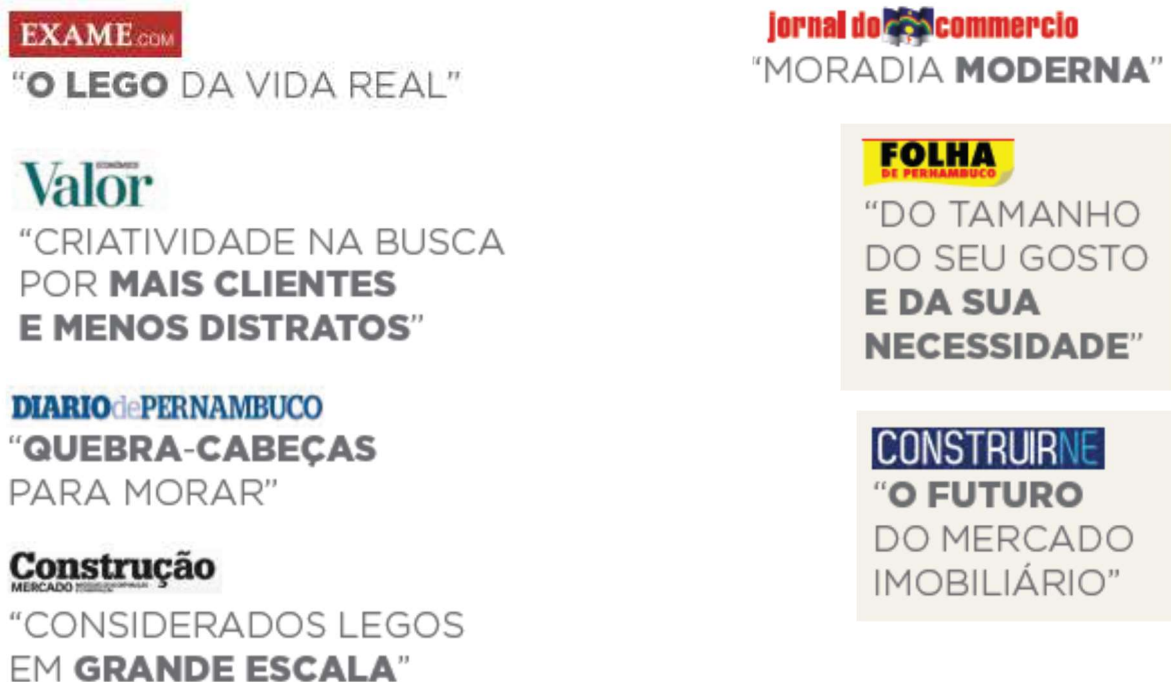 EXAME.COM
“O LEGO DA VIDA REAL”
Valor
ECONÔMICO
“CRIATIVIDADE NA BUSCA
POR MAIS CLIENTES
E MENOS DISTRATOS”
DIARIOdePERNAMBUCO
“QUEBRA-CABEÇAS
PARA MORAR”
Construção
MERCADO
“CONSIDERADOS LEGOS
EM GRANDE ESCALA”
jornal do commercio
“MORADIA MODERNA”
FOLHA
DE PERNAMBUCO
“DO TAMANHO
DO SEU GOSTO
E DA SUA
NECESSIDADE”
CONSTRUIRNE
“O FUTURO
DO MERCADO
IMOBILIÁRIO”